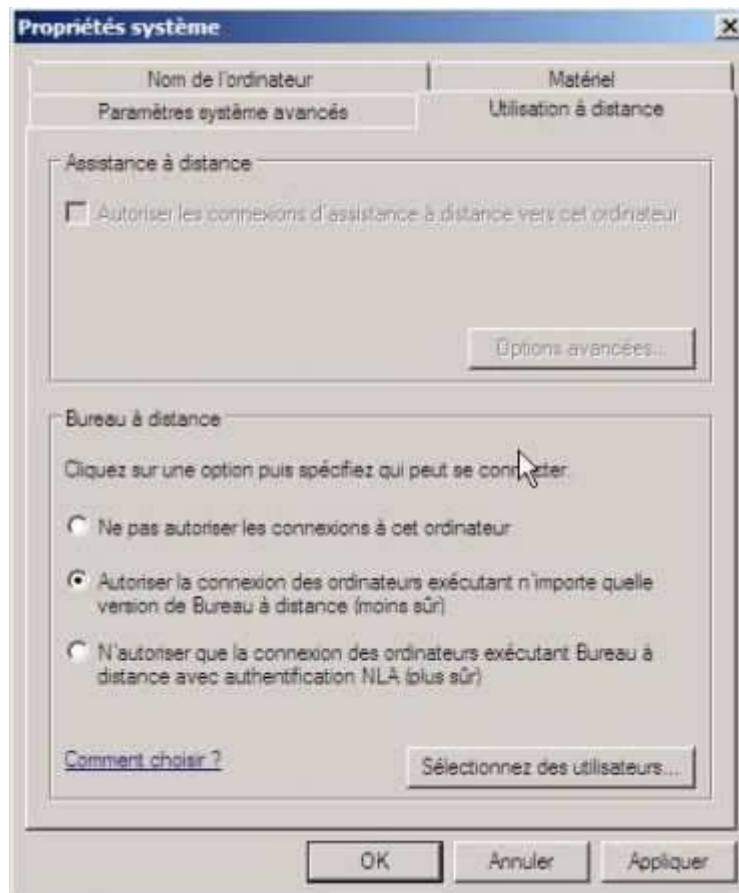 Propriétés système
Nom de l'ordinateur
Matériel
Paramètres système avancés
Utilisation à distance
Assistance à distance
Autoriser les connexions d'assistance à distance vers cet ordinateur
Options avancées...
Bureau à distance
Cliquez sur une option puis spécifiez qui peut se connecter.
Ne pas autoriser les connexions à cet ordinateur
Autoriser la connexion des ordinateurs exécutant n'importe quelle
version de Bureau à distance (moins sûr)
N'autoriser que la connexion des ordinateurs exécutant Bureau à
distance avec authentification NLA (plus sûr)
Comment choisir ?
Sélectionnez des utilisateurs...
OK
Annuler
Appliquer